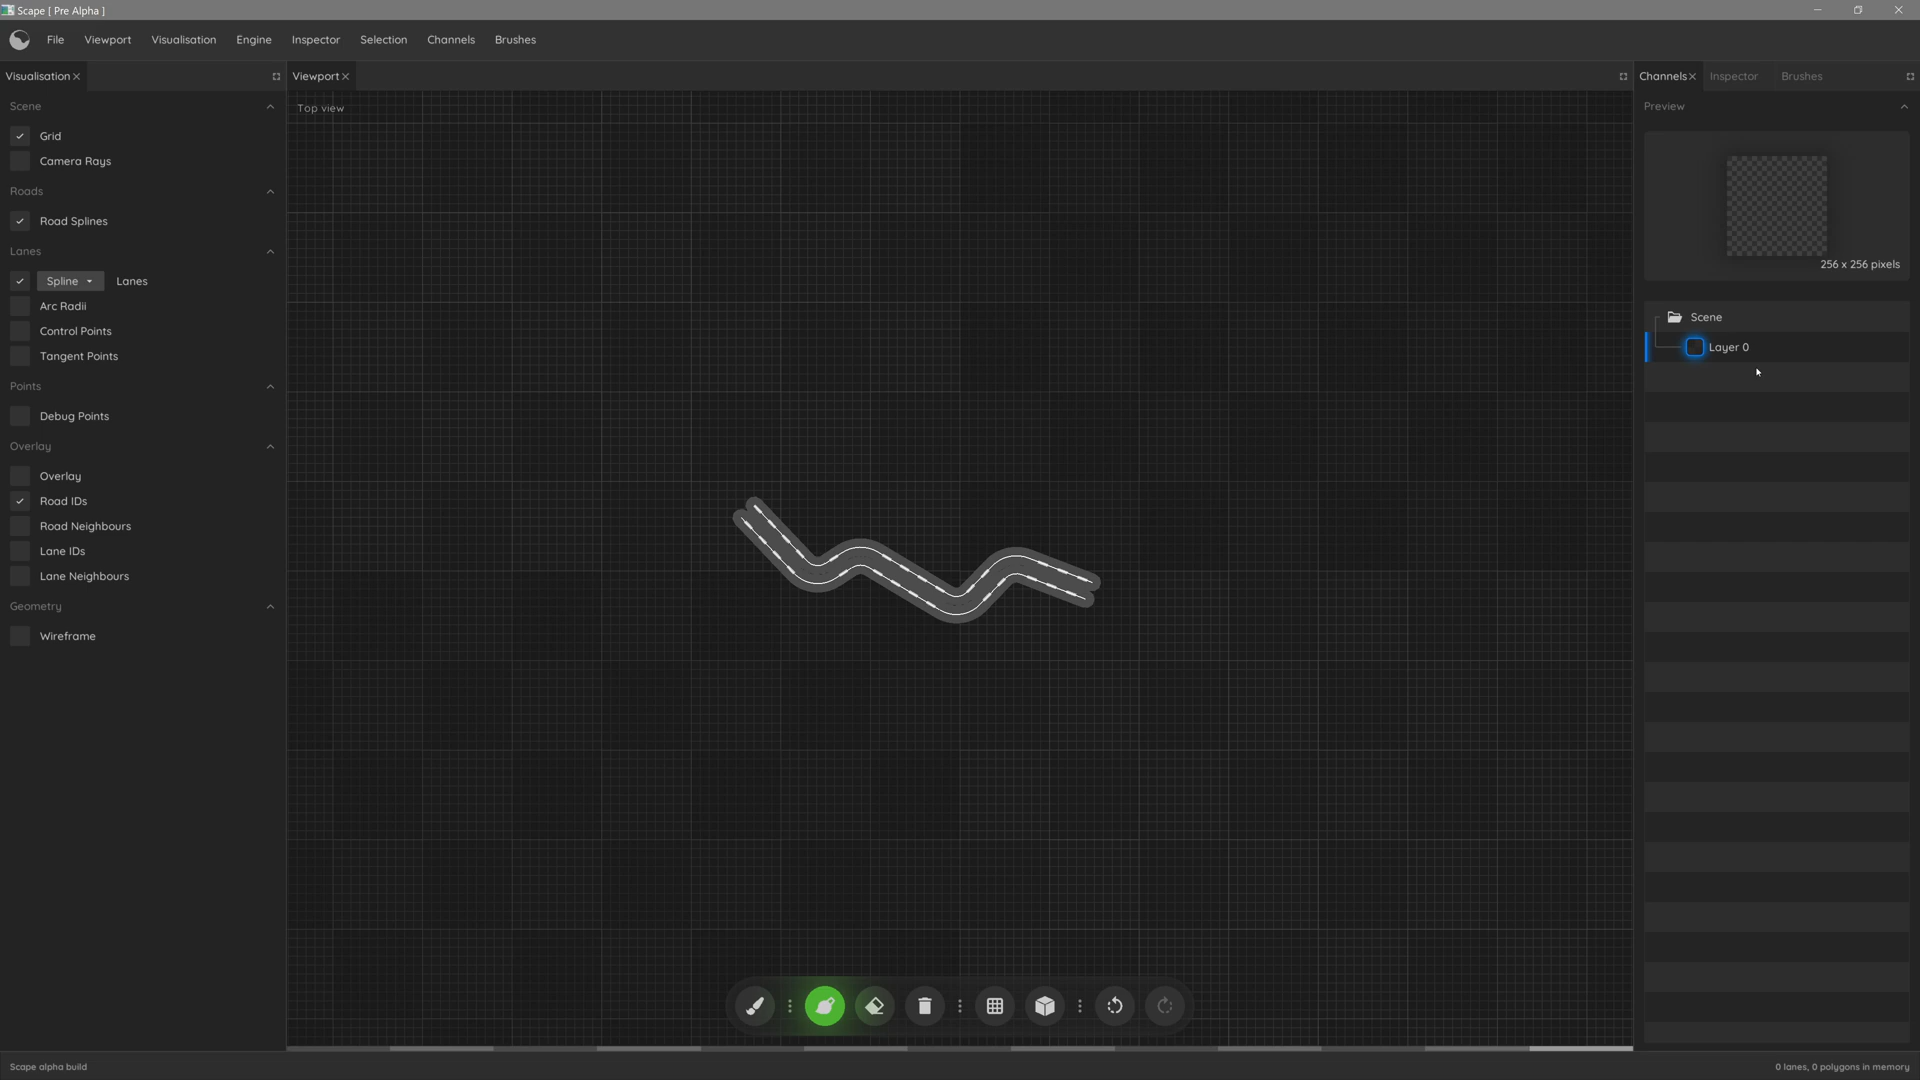 Scape [ Pre Alpha ]
File Viewport Visualisation Engine Inspector Selection Channels Brushes
Visualisation
Scene
Grid
Camera Rays
Roads
Road Splines
Lanes
Spline Lanes
Arc Radii
Control Points
Tangent Points
Points
Debug Points
Overlay
Overlay
Road IDs
Road Neighbours
Lane IDs
Lane Neighbours
Geometry
Wireframe
Viewport
Top view
Channels Inspector Brushes
Preview
256 x 256 pixels
Scene
Layer 0
Scape alpha build
0 lanes, 0 polygons in memory